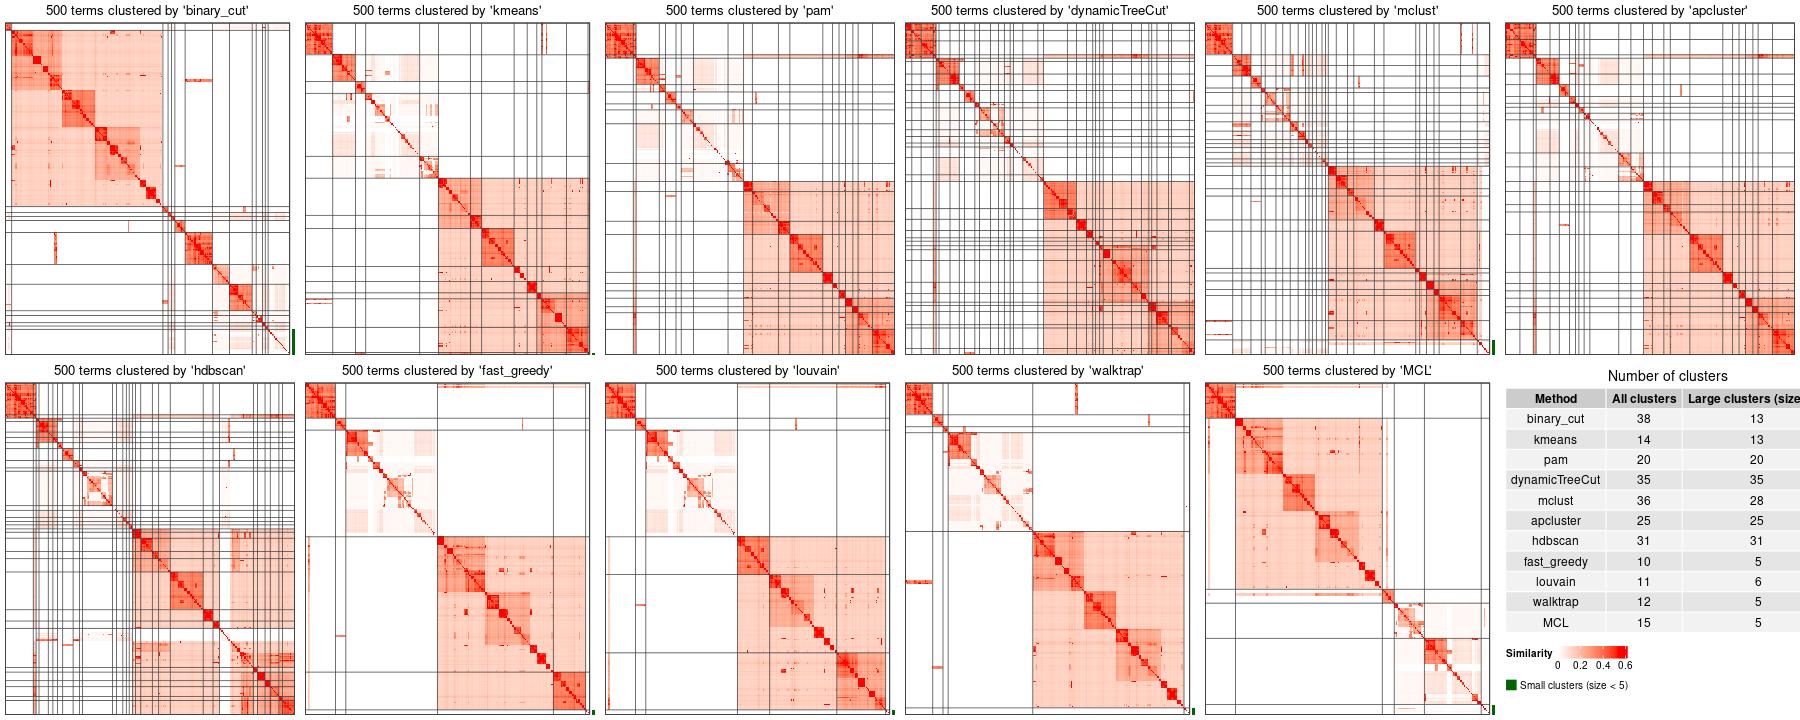 500 terms clustered by 'binary_cut'
500 terms clustered by 'kmeans'
500 terms clustered by 'pam'
500 terms clustered by 'dynamicTreeCut'
500 terms clustered by 'mclust'
500 terms clustered by 'apcluster'
500 terms clustered by 'hdbscan'
500 terms clustered by 'fast_greedy'
500 terms clustered by 'louvain'
500 terms clustered by 'walktrap'
500 terms clustered by 'MCL'
Number of clusters
Method All clusters Large clusters (size
binary_cut 38 13
kmeans 14 13
pam 20 20
dynamicTreeCut 35 35
mclust 36 28
apcluster 25 25
hdbscan 31 31
fast_greedy 10 5
louvain 11 6
walktrap 12 5
MCL 15 5
Similarity
0 0.2 0.4 0.6
Small clusters (size < 5)